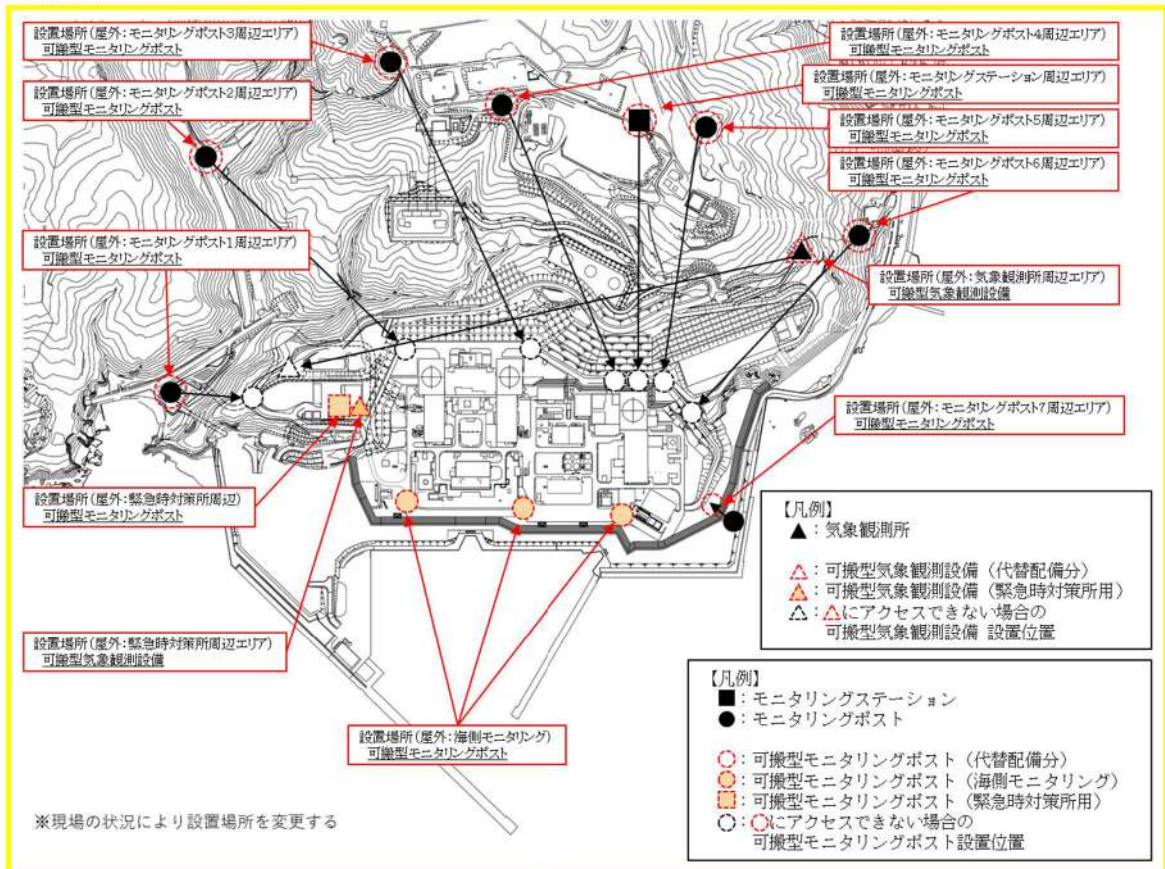 設置場所(屋外:モニタリングポスト3周辺エリア)
可搬型モニタリングポスト
設置場所(屋外:モニタリングポスト2周辺エリア)
可搬型モニタリングポスト
設置場所(屋外:モニタリングポスト1周辺エリア)
可搬型モニタリングポスト
設置場所(屋外:モニタリングポスト4周辺エリア)
可搬型モニタリングポスト
設置場所(屋外:モニタリングステーション周辺エリア)
可搬型モニタリングポスト
設置場所(屋外:モニタリングポスト5周辺エリア)
可搬型モニタリングポスト
設置場所(屋外:モニタリングポスト6周辺エリア)
可搬型モニタリングポスト
設置場所(屋外:気象観測所周辺エリア)
可搬型気象観測設備
設置場所(屋外:モニタリングポスト7周辺エリア)
可搬型モニタリングポスト
設置場所(屋外:緊急時対策所周辺)
可搬型モニタリングポスト
設置場所(屋外:緊急時対策所周辺エリア)
可搬型気象観測設備
設置場所(屋外:海側モニタリング)
可搬型モニタリングポスト
【凡例】
▲:気象観測所
△:可搬型気象観測設備(代替配備分)
▲:可搬型気象観測設備(緊急時対策所用)
△:△にアクセスできない場合の
可搬型気象観測設備 設置位置
【凡例】
■:モニタリングステーション
●:モニタリングポスト
○:可搬型モニタリングポスト(代替配備分)
○:可搬型モニタリングポスト(海側モニタリング)
□:可搬型モニタリングポスト(緊急時対策所用)
○:○にアクセスできない場合の
可搬型モニタリングポスト設置位置
※現場の状況により設置場所を変更する